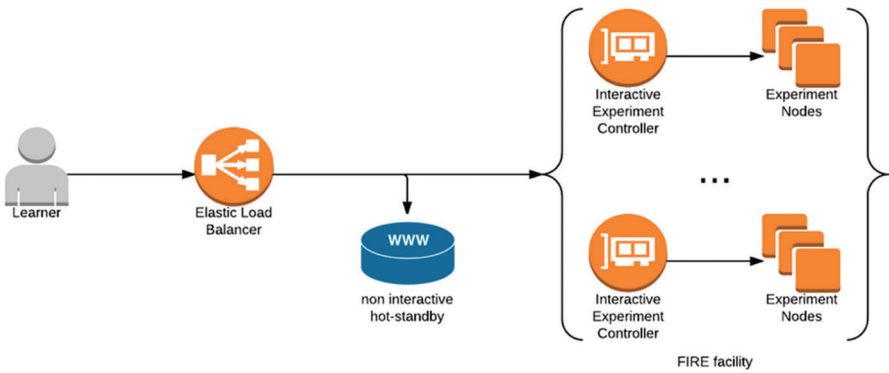 Interactive
Experiment
Controller
Experiment
Nodes
Learner
Elastic Load
Balancer
WWW
non interactive
hot-standby
...
Interactive
Experiment
Controller
Experiment
Nodes
FIRE facility